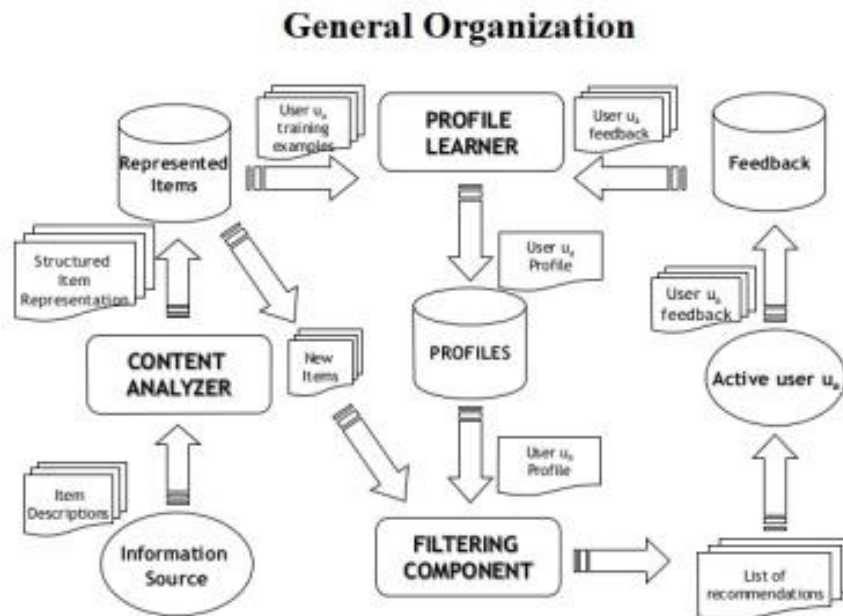 General Organization
User uₐ
training
examples
PROFILE
LEARNER
User uₐ
feedback
Represented
Items
Feedback
Structured
Item
Representation
User uₐ
Profile
User uₐ
feedback
CONTENT
ANALYZER
New
Items
PROFILES
Active user uₐ
User uₐ
Profile
Item
Descriptions
Information
Source
FILTERING
COMPONENT
List of
recommendations